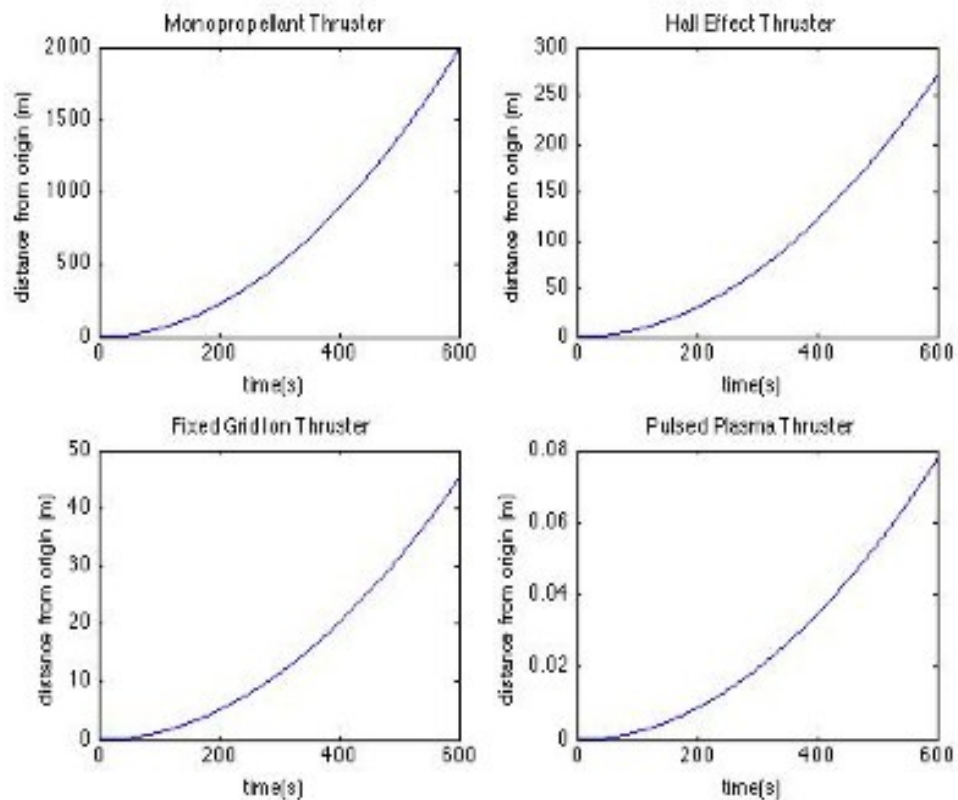 Monopropellant Thruster
2000
1500
1000
500
0
0 200 400 600
distance from origin (m)
time(s)
Hall Effect Thruster
300
250
200
150
100
50
0
0 200 400 600
distance from origin (m)
time(s)
Fixed Grid Ion Thruster
50
40
30
20
10
0
0 200 400 600
distance from origin (m)
time(s)
Pulsed Plasma Thruster
0.08
0.06
0.04
0.02
0
0 200 400 600
distance from origin (m)
time(s)